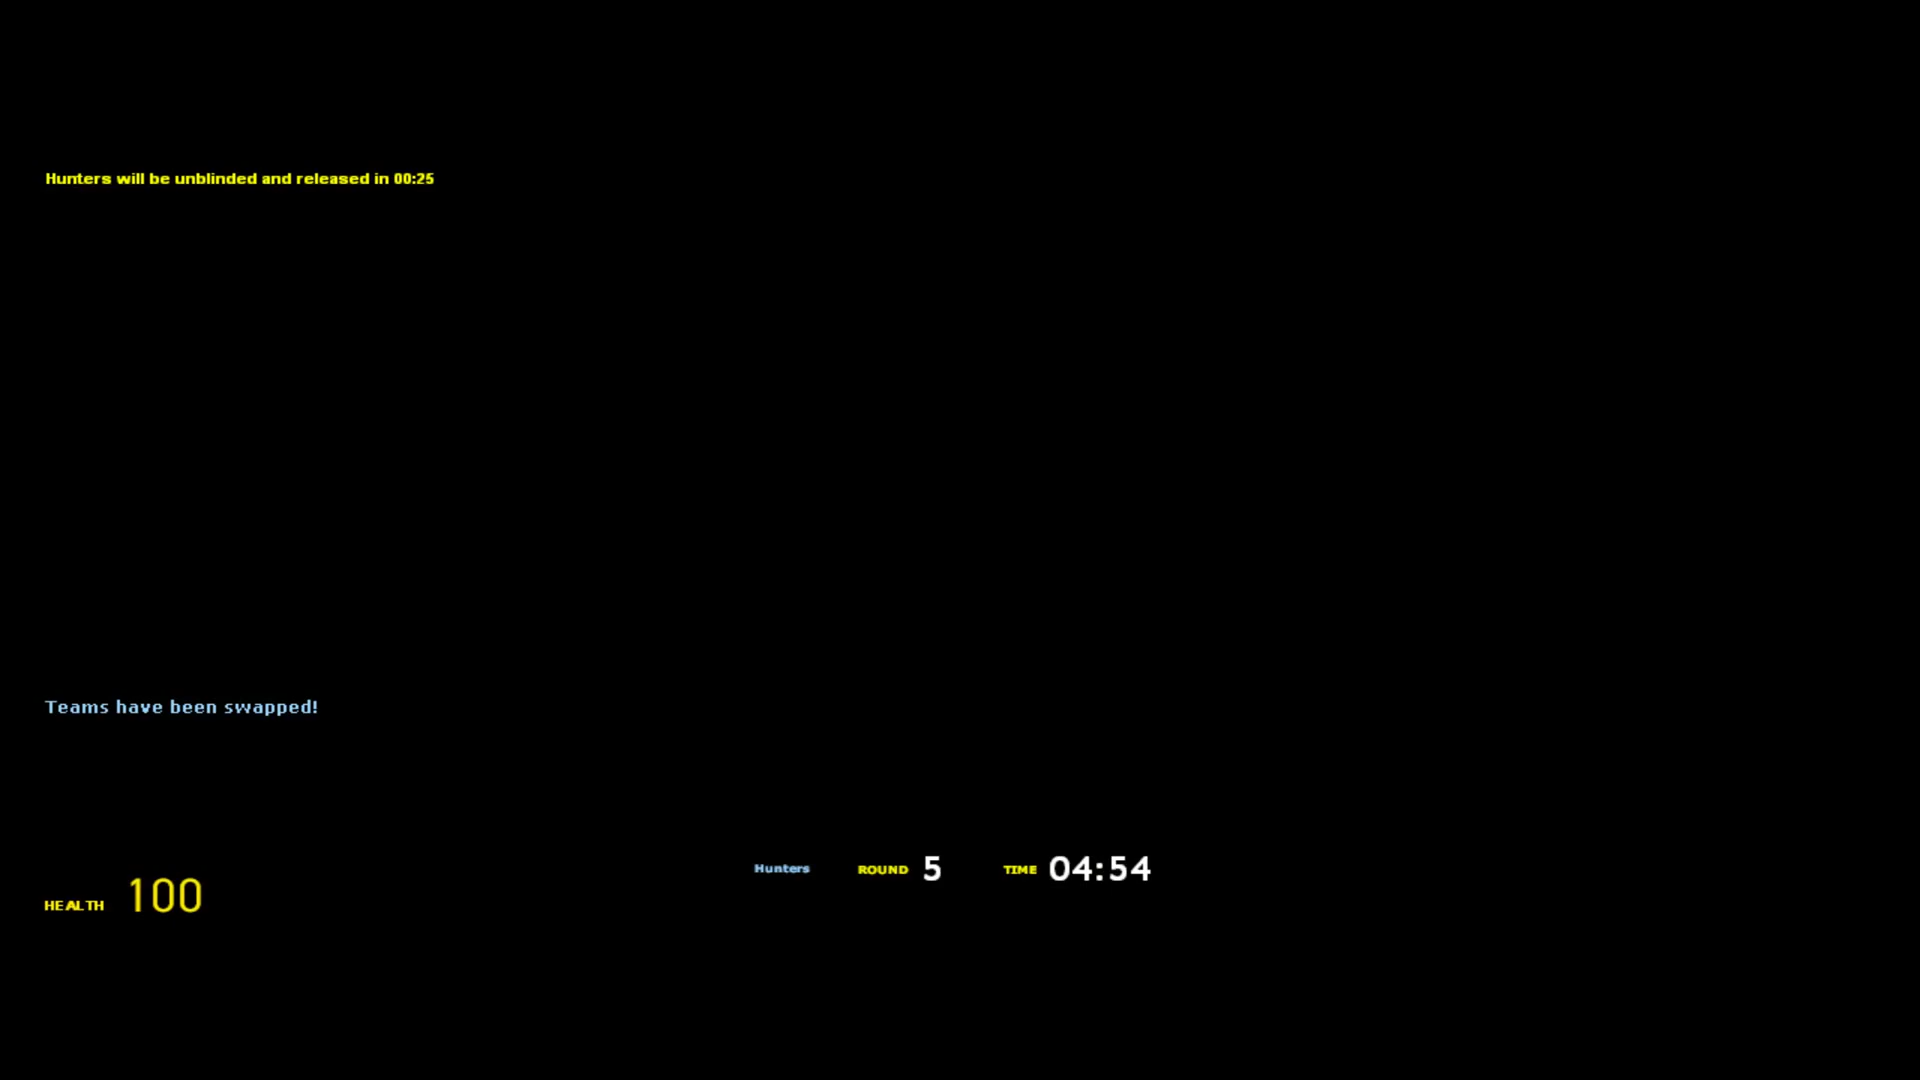 Hunters will be unblinded and released in 00:25
Teams have been swapped!
Hunters ROUND 5 TIME 04:54
HEALTH 100